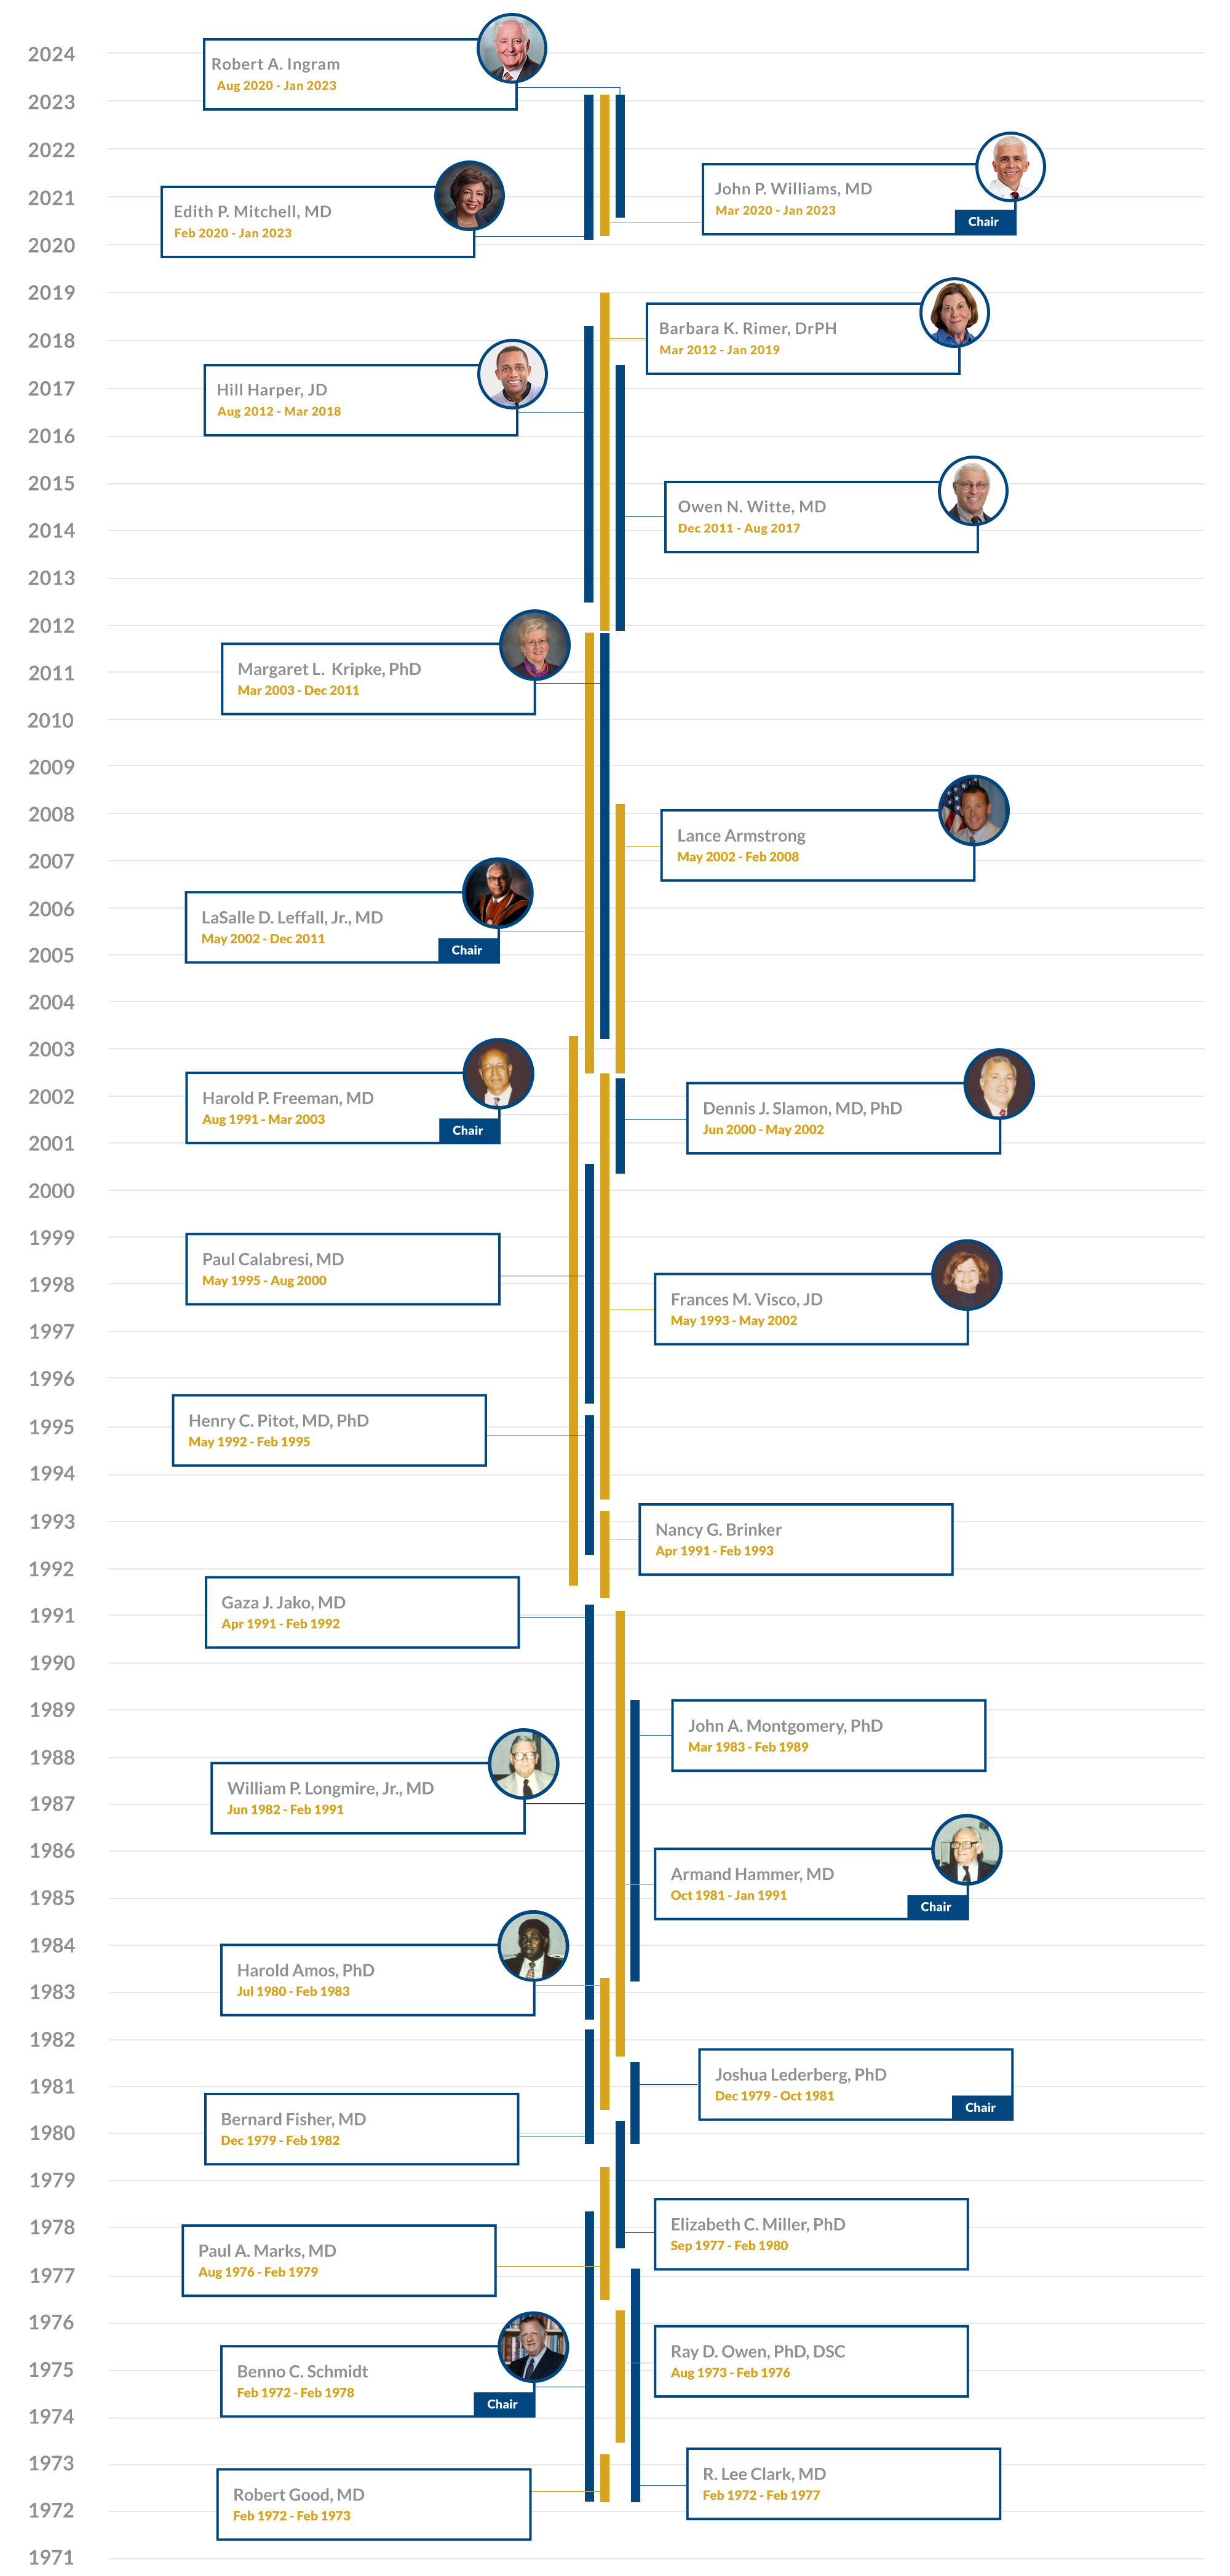 2024
Robert A. Ingram
Aug 2020 - Jan 2023
2023
2022
John P. Williams, MD
Mar 2020 - Jan 2023
Chair
2021
Edith P. Mitchell, MD
Feb 2020 - Jan 2023
2020
2019
Barbara K. Rimer, DrPH
Mar 2012 - Jan 2019
2018
Hill Harper, JD
Aug 2012 - Mar 2018
2017
2016
2015
Owen N. Witte, MD
Dec 2011 - Aug 2017
2014
2013
2012
Margaret L. Kripke, PhD
Mar 2003 - Dec 2011
2011
2010
2009
2008
Lance Armstrong
May 2002 - Feb 2008
2007
2006
LaSalle D. Leffall, Jr., MD
May 2002 - Dec 2011
Chair
2005
2004
2003
Harold P. Freeman, MD
Aug 1991 - Mar 2003
Chair
2002
Dennis J. Slamon, MD, PhD
Jun 2000 - May 2002
2001
2000
1999
Paul Calabresi, MD
May 1995 - Aug 2000
1998
Frances M. Visco, JD
May 1993 - May 2002
1997
1996
Henry C. Pitot, MD, PhD
May 1992 - Feb 1995
1995
1994
1993
Nancy G. Brinker
Apr 1991 - Feb 1993
1992
Gaza J. Jako, MD
Apr 1991 - Feb 1992
1991
1990
1989
John A. Montgomery, PhD
Mar 1983 - Feb 1989
1988
William P. Longmire, Jr., MD
Jun 1982 - Feb 1991
1987
1986
Armand Hammer, MD
Oct 1981 - Jan 1991
Chair
1985
1984
Harold Amos, PhD
Jul 1980 - Feb 1983
1983
1982
Joshua Lederberg, PhD
Dec 1979 - Oct 1981
Chair
1981
Bernard Fisher, MD
Dec 1979 - Feb 1982
1980
1979
1978
Elizabeth C. Miller, PhD
Sep 1977 - Feb 1980
Paul A. Marks, MD
Aug 1976 - Feb 1979
1977
1976
Ray D. Owen, PhD, DSC
Aug 1973 - Feb 1976
1975
Benno C. Schmidt
Feb 1972 - Feb 1978
Chair
1974
1973
R. Lee Clark, MD
Feb 1972 - Feb 1977
Robert Good, MD
Feb 1972 - Feb 1973
1972
1971